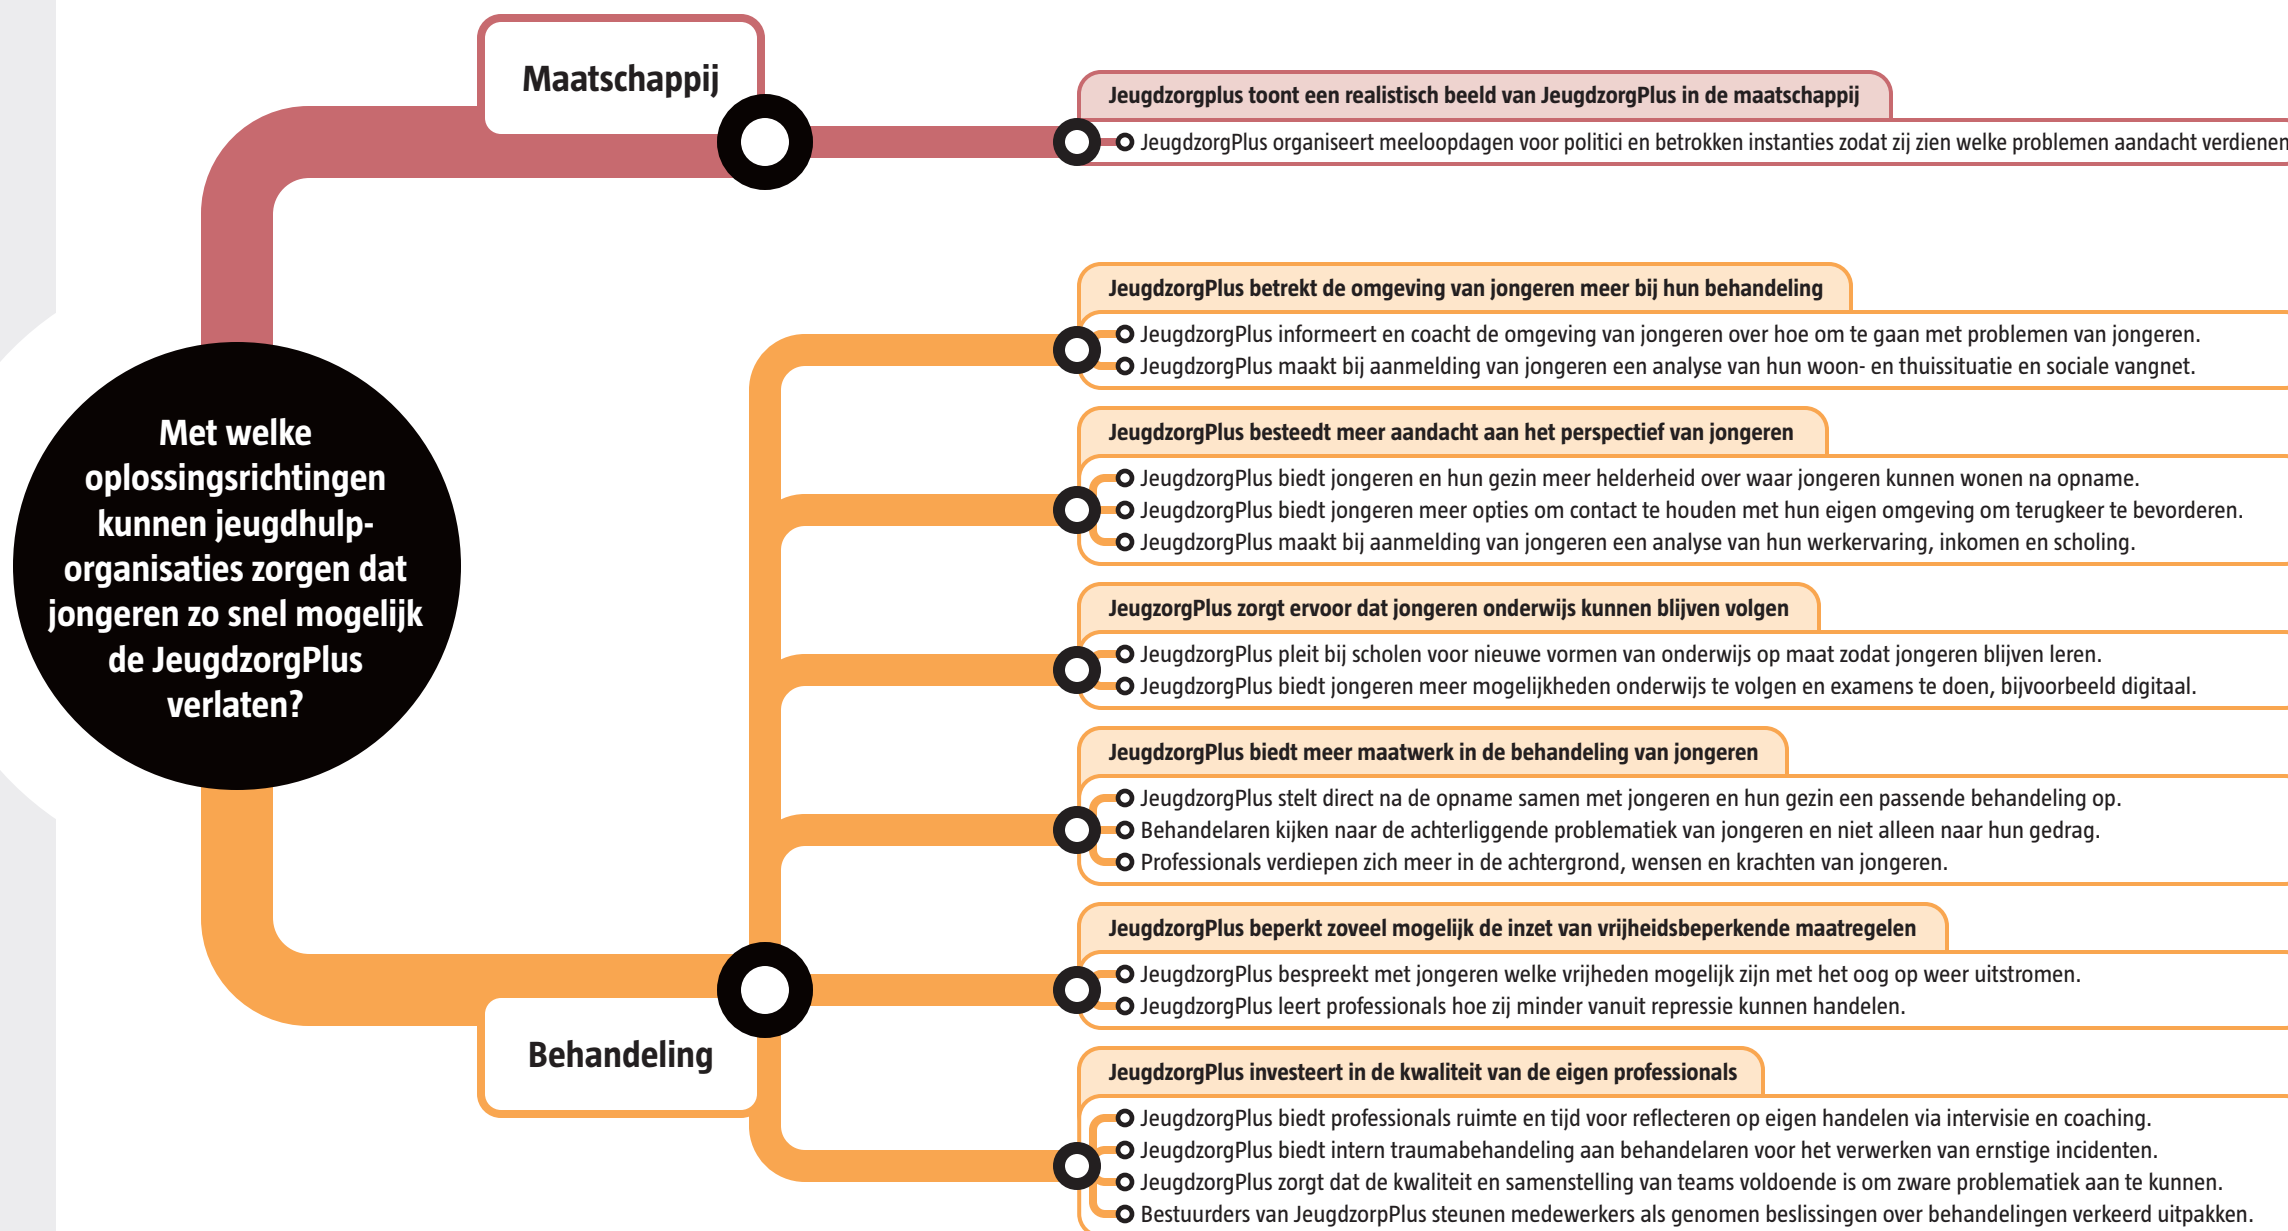 Maatschappij
Jeugdzorgplus toont een realistisch beeld van JeugdzorgPlus in de maatschappij
JeugdzorgPlus organiseert meeloopdagen voor politici en betrokken instanties zodat zij zien welke problemen aandacht verdienen
Met welke
oplossingsrichtingen
kunnen jeugdhulp-
organisaties zorgen dat
jongeren zo snel mogelijk
de JeugdzorgPlus
verlaten?
Behandeling
JeugdzorgPlus betrekt de omgeving van jongeren meer bij hun behandeling
JeugdzorgPlus informeert en coacht de omgeving van jongeren over hoe om te gaan met problemen van jongeren.
JeugdzorgPlus maakt bij aanmelding van jongeren een analyse van hun woon- en thuissituatie en sociale vangnet.
JeugdzorgPlus besteedt meer aandacht aan het perspectief van jongeren
JeugdzorgPlus biedt jongeren en hun gezin meer helderheid over waar jongeren kunnen wonen na opname.
JeugdzorgPlus biedt jongeren meer opties om contact te houden met hun eigen omgeving om terugkeer te bevorderen.
JeugdzorgPlus maakt bij aanmelding van jongeren een analyse van hun werkervaring, inkomen en scholing.
JeugzorgPlus zorgt ervoor dat jongeren onderwijs kunnen blijven volgen
JeugdzorgPlus pleit bij scholen voor nieuwe vormen van onderwijs op maat zodat jongeren blijven leren.
JeugdzorgPlus biedt jongeren meer mogelijkheden onderwijs te volgen en examens te doen, bijvoorbeeld digitaal.
JeugdzorgPlus biedt meer maatwerk in de behandeling van jongeren
JeugdzorgPlus stelt direct na de opname samen met jongeren en hun gezin een passende behandeling op.
Behandelaren kijken naar de achterliggende problematiek van jongeren en niet alleen naar hun gedrag.
Professionals verdiepen zich meer in de achtergrond, wensen en krachten van jongeren.
JeugdzorgPlus beperkt zoveel mogelijk de inzet van vrijheidsbeperkende maatregelen
JeugdzorgPlus bespreekt met jongeren welke vrijheden mogelijk zijn met het oog op weer uitstromen.
JeugdzorgPlus leert professionals hoe zij minder vanuit repressie kunnen handelen.
JeugdzorgPlus investeert in de kwaliteit van de eigen professionals
JeugdzorgPlus biedt professionals ruimte en tijd voor reflecteren op eigen handelen via intervisie en coaching.
JeugdzorgPlus biedt intern traumabehandeling aan behandelaren voor het verwerken van ernstige incidenten.
JeugdzorgPlus zorgt dat de kwaliteit en samenstelling van teams voldoende is om zware problematiek aan te kunnen.
Bestuurders van JeugdzorpPlus steunen medewerkers als genomen beslissingen over behandelingen verkeerd uitpakken.